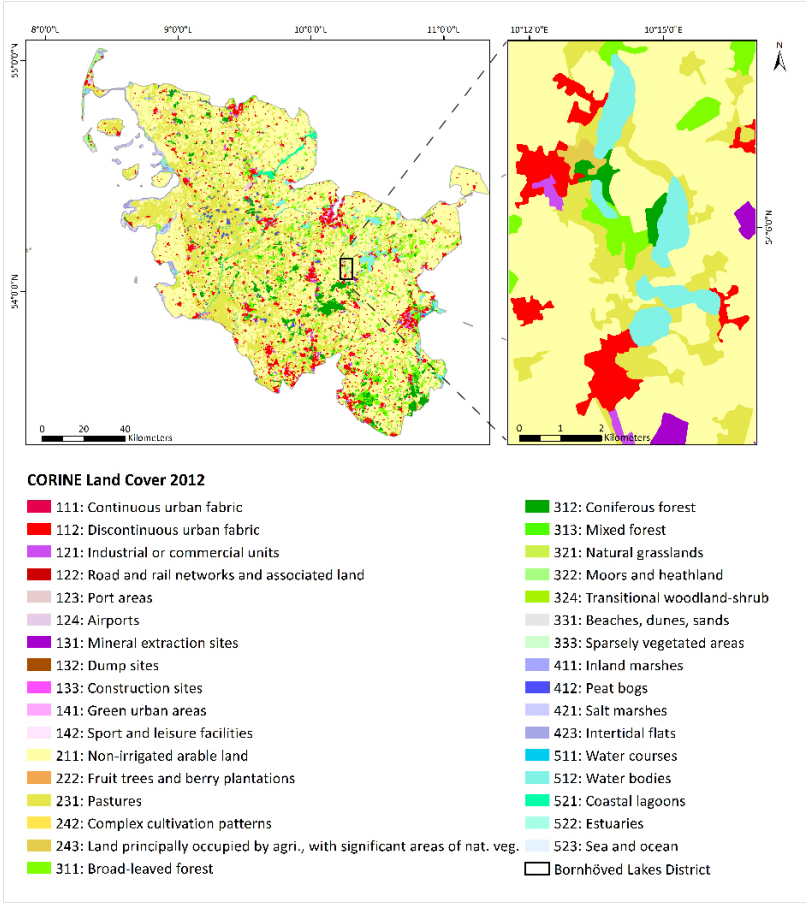 8°0'0"E 9°0'0"E 10°0'0"E 11°0'0"E
10°12'0"E 10°15'0"E
N
55°0'0"N
54°0'0"N
54°6'0"N
0 20 40
Kilometers
0 1 2
Kilometers
CORINE Land Cover 2012
111: Continuous urban fabric
112: Discontinuous urban fabric
121: Industrial or commercial units
122: Road and rail networks and associated land
123: Port areas
124: Airports
131: Mineral extraction sites
132: Dump sites
133: Construction sites
141: Green urban areas
142: Sport and leisure facilities
211: Non-irrigated arable land
222: Fruit trees and berry plantations
231: Pastures
242: Complex cultivation patterns
243: Land principally occupied by agri., with significant areas of nat. veg.
311: Broad-leaved forest
312: Coniferous forest
313: Mixed forest
321: Natural grasslands
322: Moors and heathland
324: Transitional woodland-shrub
331: Beaches, dunes, sands
333: Sparsely vegetated areas
411: Inland marshes
412: Peat bogs
421: Salt marshes
423: Intertidal flats
511: Water courses
512: Water bodies
521: Coastal lagoons
522: Estuaries
523: Sea and ocean
Bornhöved Lakes District